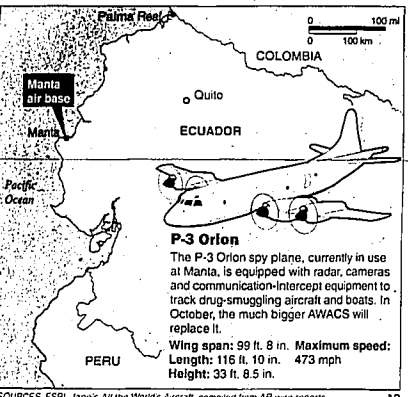 Palma Real
0 100 mi
0 100 km
COLOMBIA
Manta
air base
Quito
Manta
ECUADOR
Pacific
Ocean
P-3 Orion
The P-3 Orion spy plane, currently in use
at Manta, is equipped with radar, cameras
and communication-intercept equipment to
track drug-smuggling aircraft and boats. In
October, the much bigger AWACS will
replace it.
Wing span: 99 ft. 8 in. Maximum speed:
Length: 116 ft. 10 in. 473 mph
Height: 33 ft. 8.5 in.
PERU
SOURCES: ESRI, Jane's All the World's Aircraft, compiled from AP wire reports